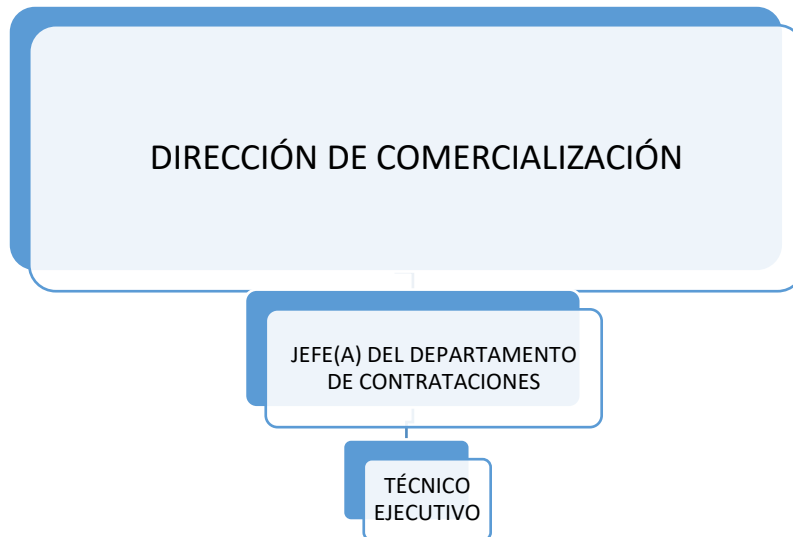 DIRECCIÓN DE COMERCIALIZACIÓN
JEFE(A) DEL DEPARTAMENTO
DE CONTRATACIONES
TÉCNICO
EJECUTIVO